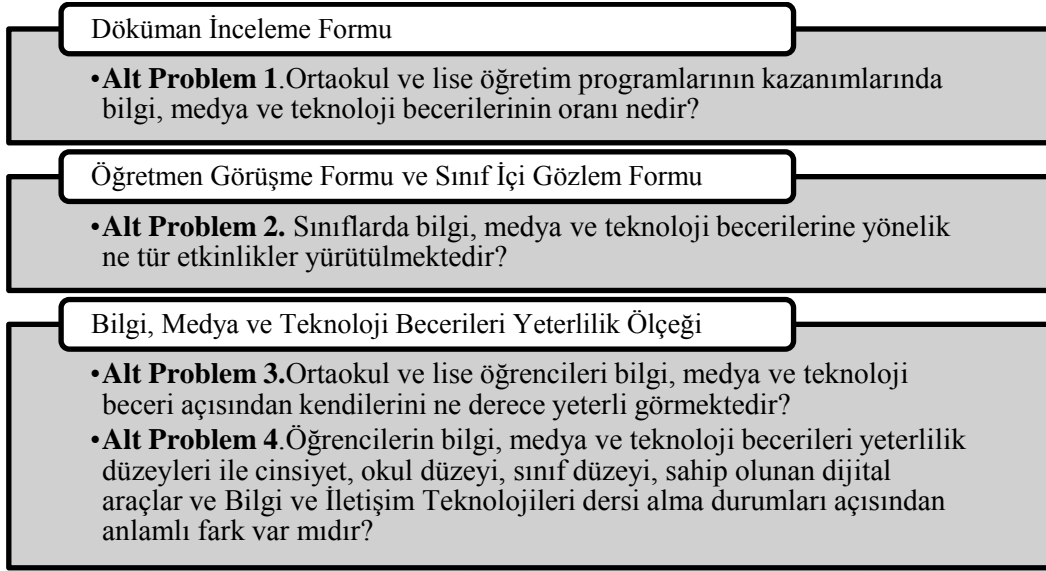 Döküman İnceleme Formu
•Alt Problem 1.Ortaokul ve lise öğretim programlarının kazanımlarında
bilgi, medya ve teknoloji becerilerinin oranı nedir?
Öğretmen Görüşme Formu ve Sınıf İçi Gözlem Formu
•Alt Problem 2. Sınıflarda bilgi, medya ve teknoloji becerilerine yönelik
ne tür etkinlikler yürütülmektedir?
Bilgi, Medya ve Teknoloji Becerileri Yeterlilik Ölçeği
•Alt Problem 3.Ortaokul ve lise öğrencileri bilgi, medya ve teknoloji
beceri açısından kendilerini ne derece yeterli görmektedir?
•Alt Problem 4.Öğrencilerin bilgi, medya ve teknoloji becerileri yeterlilik
düzeyleri ile cinsiyet, okul düzeyi, sınıf düzeyi, sahip olunan dijital
araçlar ve Bilgi ve İletişim Teknolojileri dersi alma durumları açısından
anlamlı fark var mıdır?